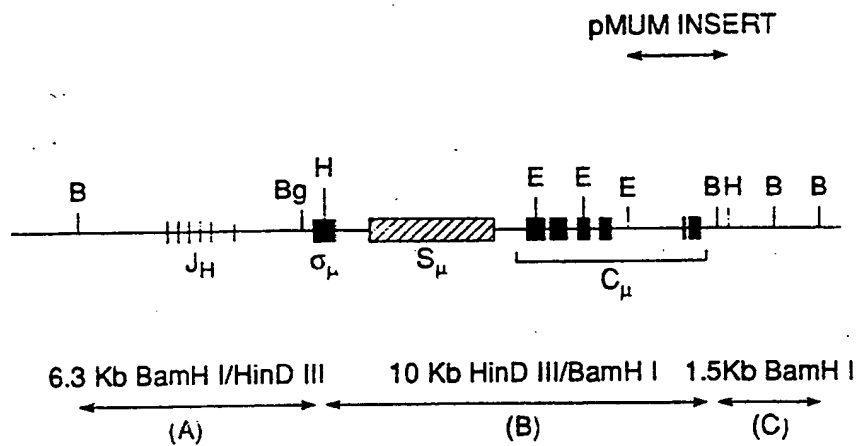 pMUM INSERT
B Bg H E E E B H B B
J_H σ_μ S_μ C_μ
6.3 Kb BamH I/HinD III 10 Kb HinD III/BamH I 1.5Kb BamH I
(A) (B) (C)